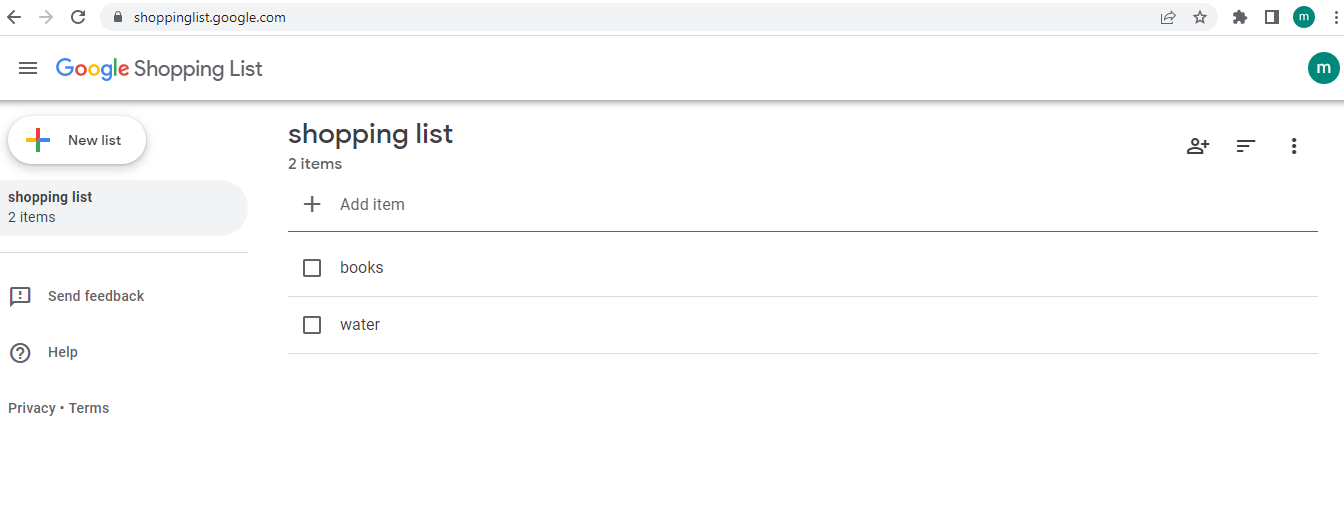 shoppinglist.google.com
m
Google Shopping List
m
New list
shopping list
2 items
Send feedback
Help
Privacy • Terms
shopping list
2 items
Add item
books
water